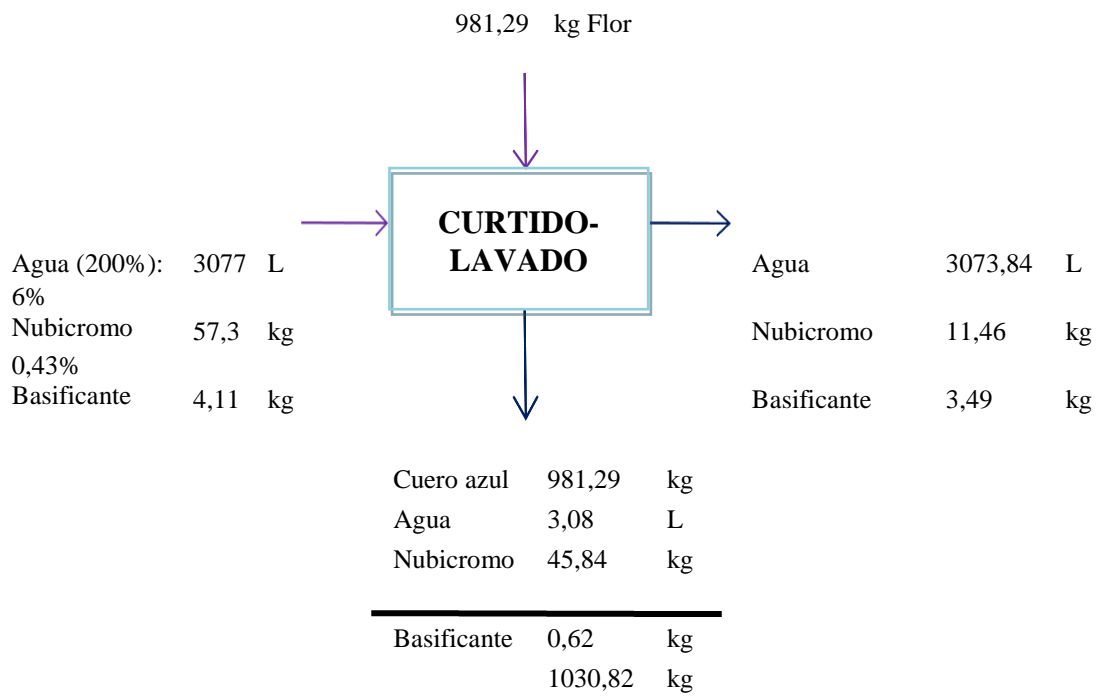 981,29 kg Flor
CURTIDO-
LAVADO
Agua (200%): 3077 L
6%
Nubicromo 57,3 kg
0,43%
Basificante 4,11 kg
Agua 3073,84 L
Nubicromo 11,46 kg
Basificante 3,49 kg
Cuero azul 981,29 kg
Agua 3,08 L
Nubicromo 45,84 kg
Basificante 0,62 kg
1030,82 kg